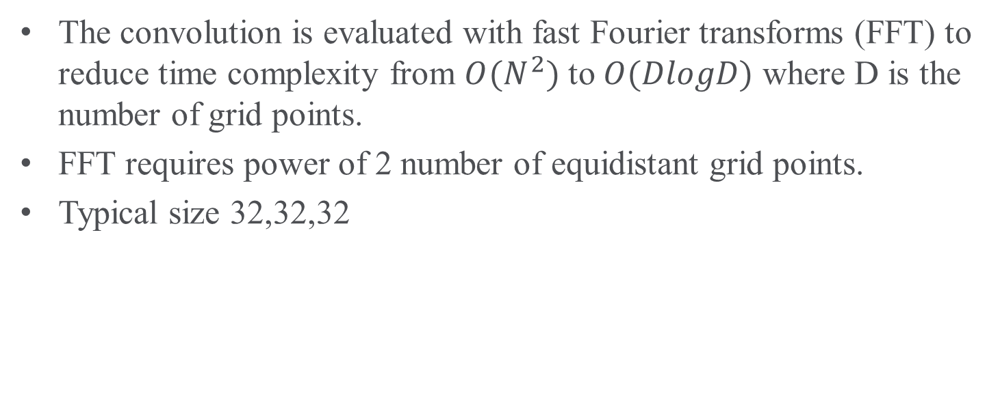 • The convolution is evaluated with fast Fourier transforms (FFT) to
reduce time complexity from O(N²) to O(DlogD) where D is the
number of grid points.
• FFT requires power of 2 number of equidistant grid points.
• Typical size 32,32,32